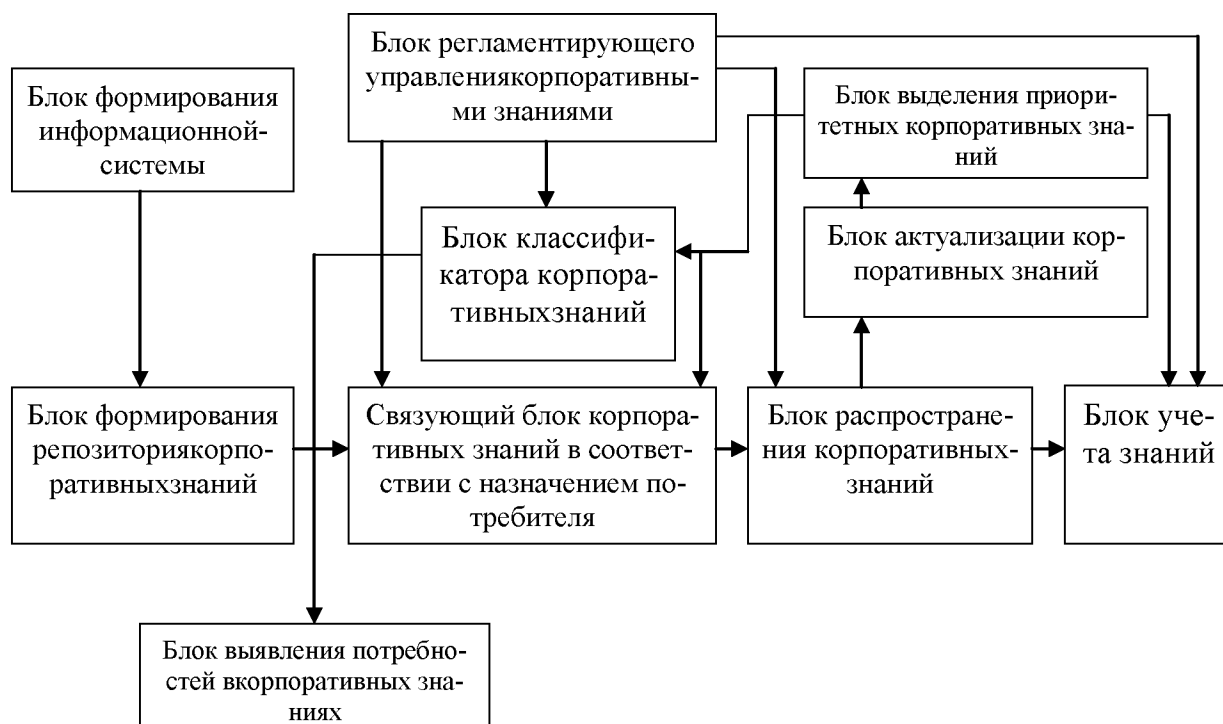 Блок регламентирующего
управлениякорпоративны-
ми знаниями
Блок формирования
информационной-
системы
Блок выделения приори-
тетных корпоративных зна-
ний
Блок классифи-
катора корпора-
тивныхзнаний
Блок актуализации кор-
поративных знаний
Блок формирования
репозиториякорпо-
ративныхзнаний
Связующий блок корпора-
тивных знаний в соответ-
ствии с назначением по-
требителя
Блок распростране-
ния корпоративных-
знаний
Блок уче-
та знаний
Блок выявления потребно-
стей вкорпоративных зна-
ниях